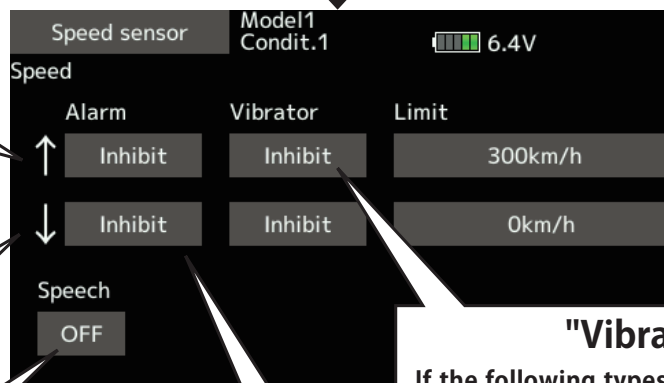 Speed sensor Model1
Condit.1 6.4V
Speed
Alarm Vibrator Limit
↑ Inhibit Inhibit 300km/h
↓ Inhibit Inhibit 0km/h
Speech
OFF
"Vibra
If the following types